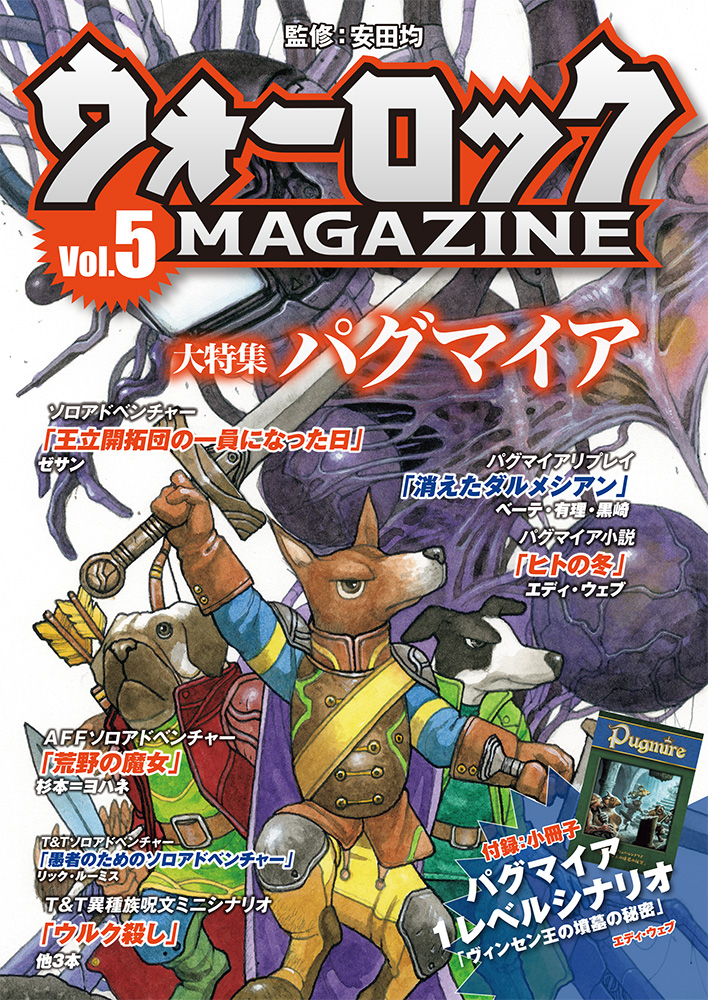 監修：安田均
ウォーロック
MAGAZINE
Vol.5
大特集 パグマイア
ソロアドベンチャー
「王立開拓団の一員になった日」
ゼサン
パグマイアリプレイ
「消えたダルメシアン」
ベーテ・有理・黒崎
パグマイア小説
「ヒトの冬」
エディ・ウェブ
ＡＦＦソロアドベンチャー
「荒野の魔女」
杉本＝ヨハネ
T&Tソロアドベンチャー
「愚者のためのソロアドベンチャー」
リック・ルーミス
T&T異種族呪文ミニシナリオ
「ウルク殺し」
他3本
Pugmire
付録：小冊子
パグマイア
1レベルシナリオ
「ヴィンセン王の墳墓の秘密」
エディ・ウェブ